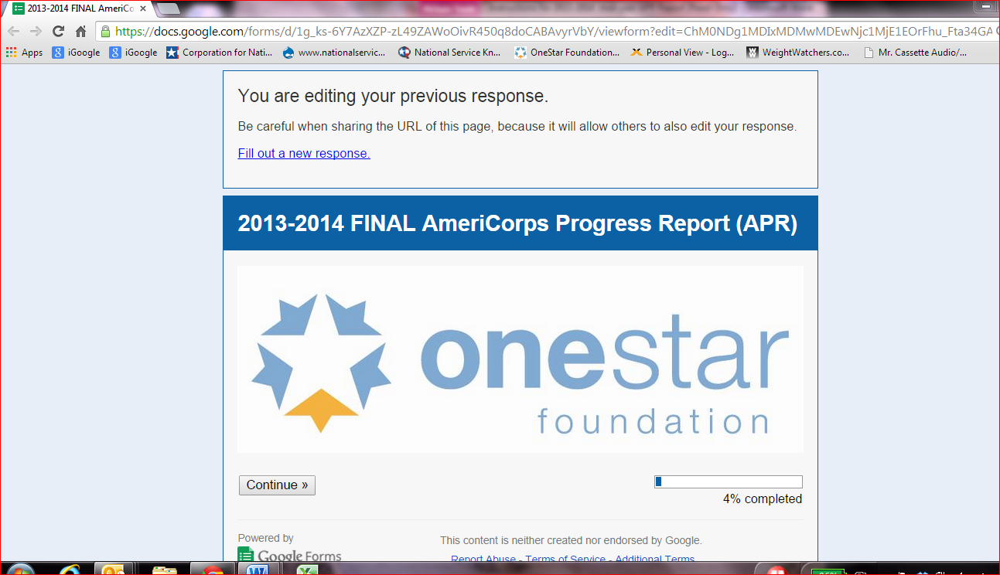 2013-2014 FINAL AmeriCo
https://docs.google.com/forms/d/1g_ks-6Y7AzXZP-zL49ZAWoOivR450q8doCABAvyrVbY/viewform?edit=ChM0NDg1MDIxMDMwMDEwNjc1MjE1EOrFhu_Fta34GA
Apps iGoogle iGoogle Corporation for Nati... www.nationalservic... National Service Kn... OneStar Foundation... Personal View - Log... WeightWatchers.co... Mr. Cassette Audio/...
You are editing your previous response.
Be careful when sharing the URL of this page, because it will allow others to also edit your response.
Fill out a new response.
2013-2014 FINAL AmeriCorps Progress Report (APR)
onestar
foundation
Continue »
4% completed
Powered by
This content is neither created nor endorsed by Google.
Google Forms
Report Abuse - Terms of Service - Additional Terms